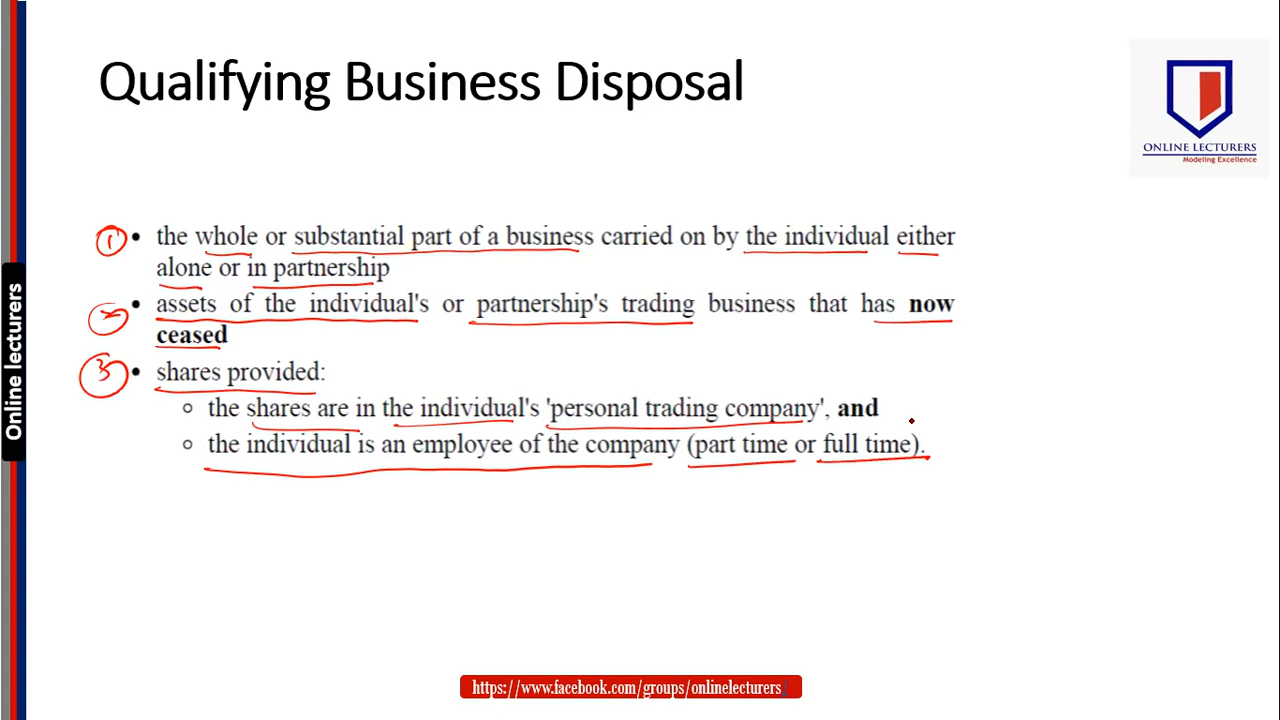 Qualifying Business Disposal
ONLINE LECTURERS
Modeling Excellence
1 • the whole or substantial part of a business carried on by the individual either
alone or in partnership
2 • assets of the individual's or partnership's trading business that has now
ceased
3 • shares provided:
○ the shares are in the individual's 'personal trading company', and
○ the individual is an employee of the company (part time or full time).
Online lecturers
https://www.facebook.com/groups/onlinelecturers/